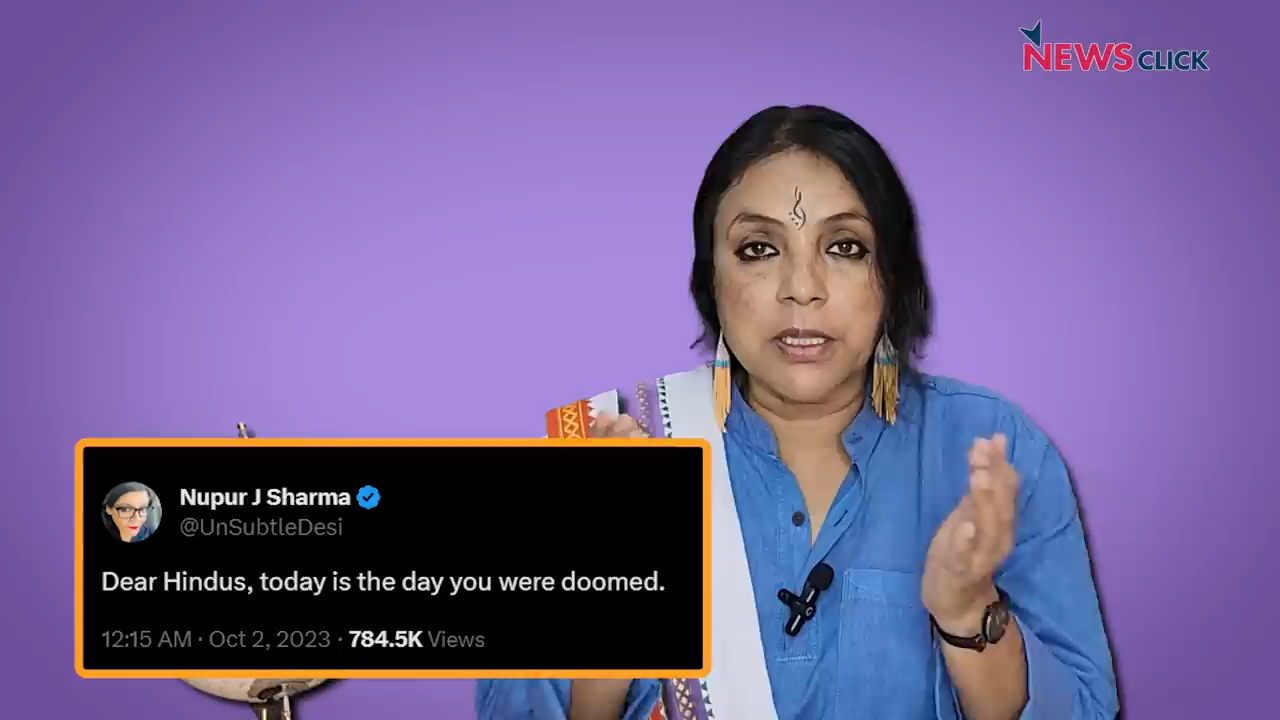 NEWSCLICK
Nupur J Sharma
@UnSubtleDesi
Dear Hindus, today is the day you were doomed.
12:15 AM · Oct 2, 2023 · 784.5K Views